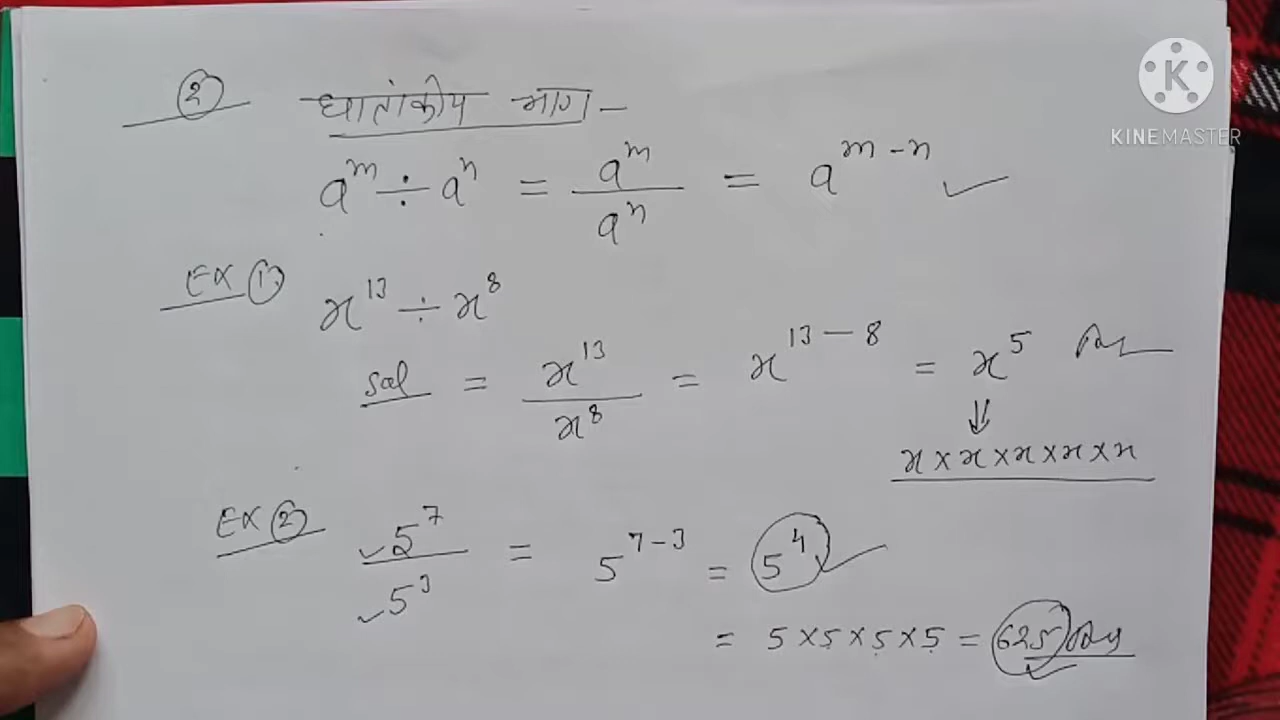 ② घातांकीय भाग -
K
KINEMASTER
a^m ÷ a^n = a^m / a^n = a^(m-n) ✓
EX ①
x^13 ÷ x^8
Sol = x^13 / x^8 = x^(13-8) = x^5 Ans
⇓
x × x × x × x × x
EX ② ✓5^7 / ✓5^3 = 5^(7-3) = 5^4 ✓
= 5 × 5 × 5 × 5 = 625 Ans ✓